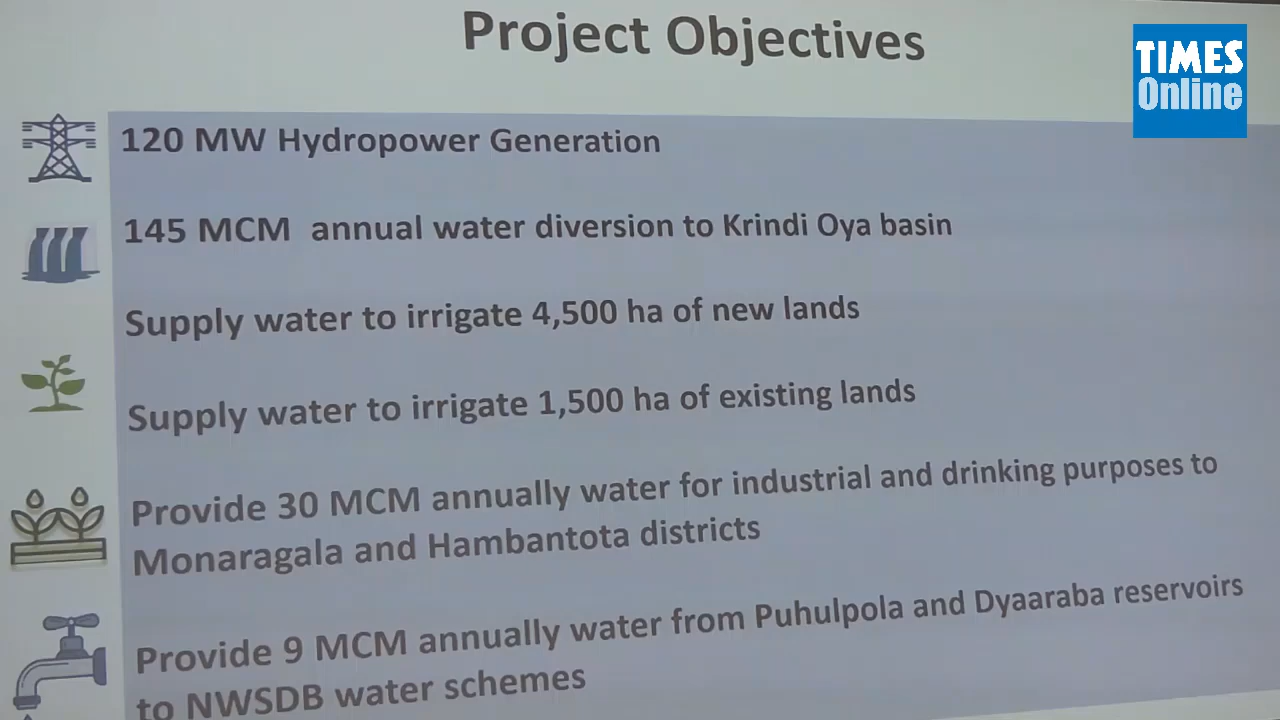 Project Objectives
TIMES
Online
120 MW Hydropower Generation
145 MCM annual water diversion to Krindi Oya basin
Supply water to irrigate 4,500 ha of new lands
Supply water to irrigate 1,500 ha of existing lands
Provide 30 MCM annually water for industrial and drinking purposes to
Monaragala and Hambantota districts
Provide 9 MCM annually water from Puhulpola and Dyaaraba reservoirs
to NWSDB water schemes